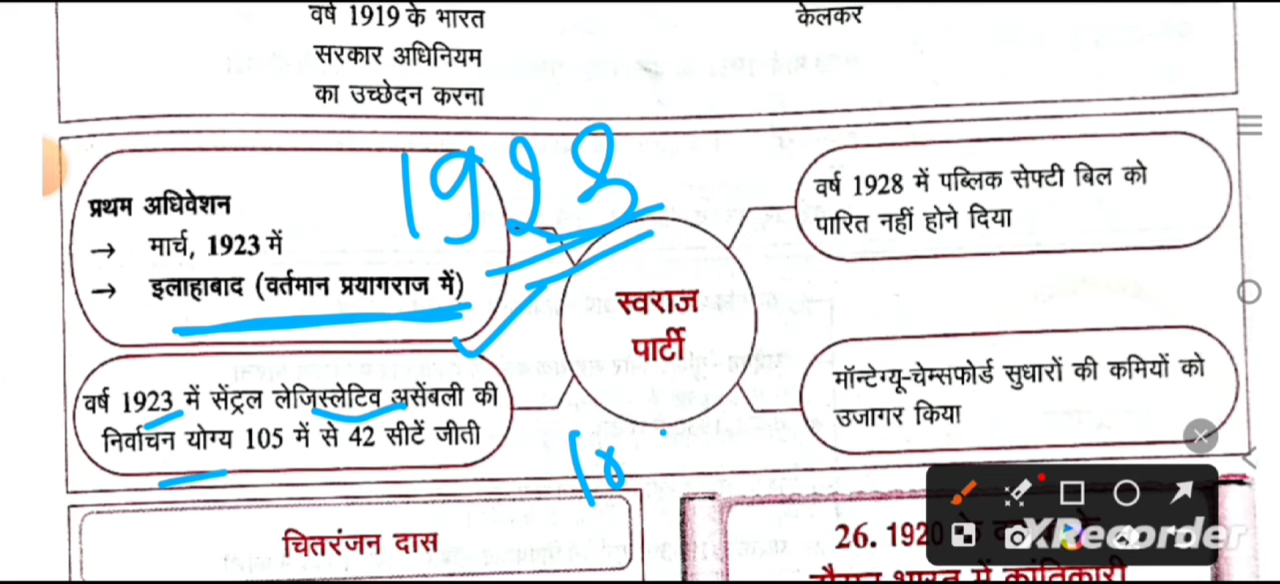 वर्ष 1919 के भारत
सरकार अधिनियम
का उच्छेदन करना
केलकर
1923
प्रथम अधिवेशन
→ मार्च, 1923 में
→ इलाहाबाद (वर्तमान प्रयागराज में)
वर्ष 1923 में सेंट्रल लेजिस्लेटिव असेंबली की
निर्वाचन योग्य 105 में से 42 सीटें जीती
स्वराज
पार्टी
वर्ष 1928 में पब्लिक सेफ्टी बिल को
पारित नहीं होने दिया
मॉन्टेग्यू-चेम्सफोर्ड सुधारों की कमियों को
उजागर किया
चितरंजन दास
26. 1920 के
XRecorder
दौरान भारत में क्रांतिकारी